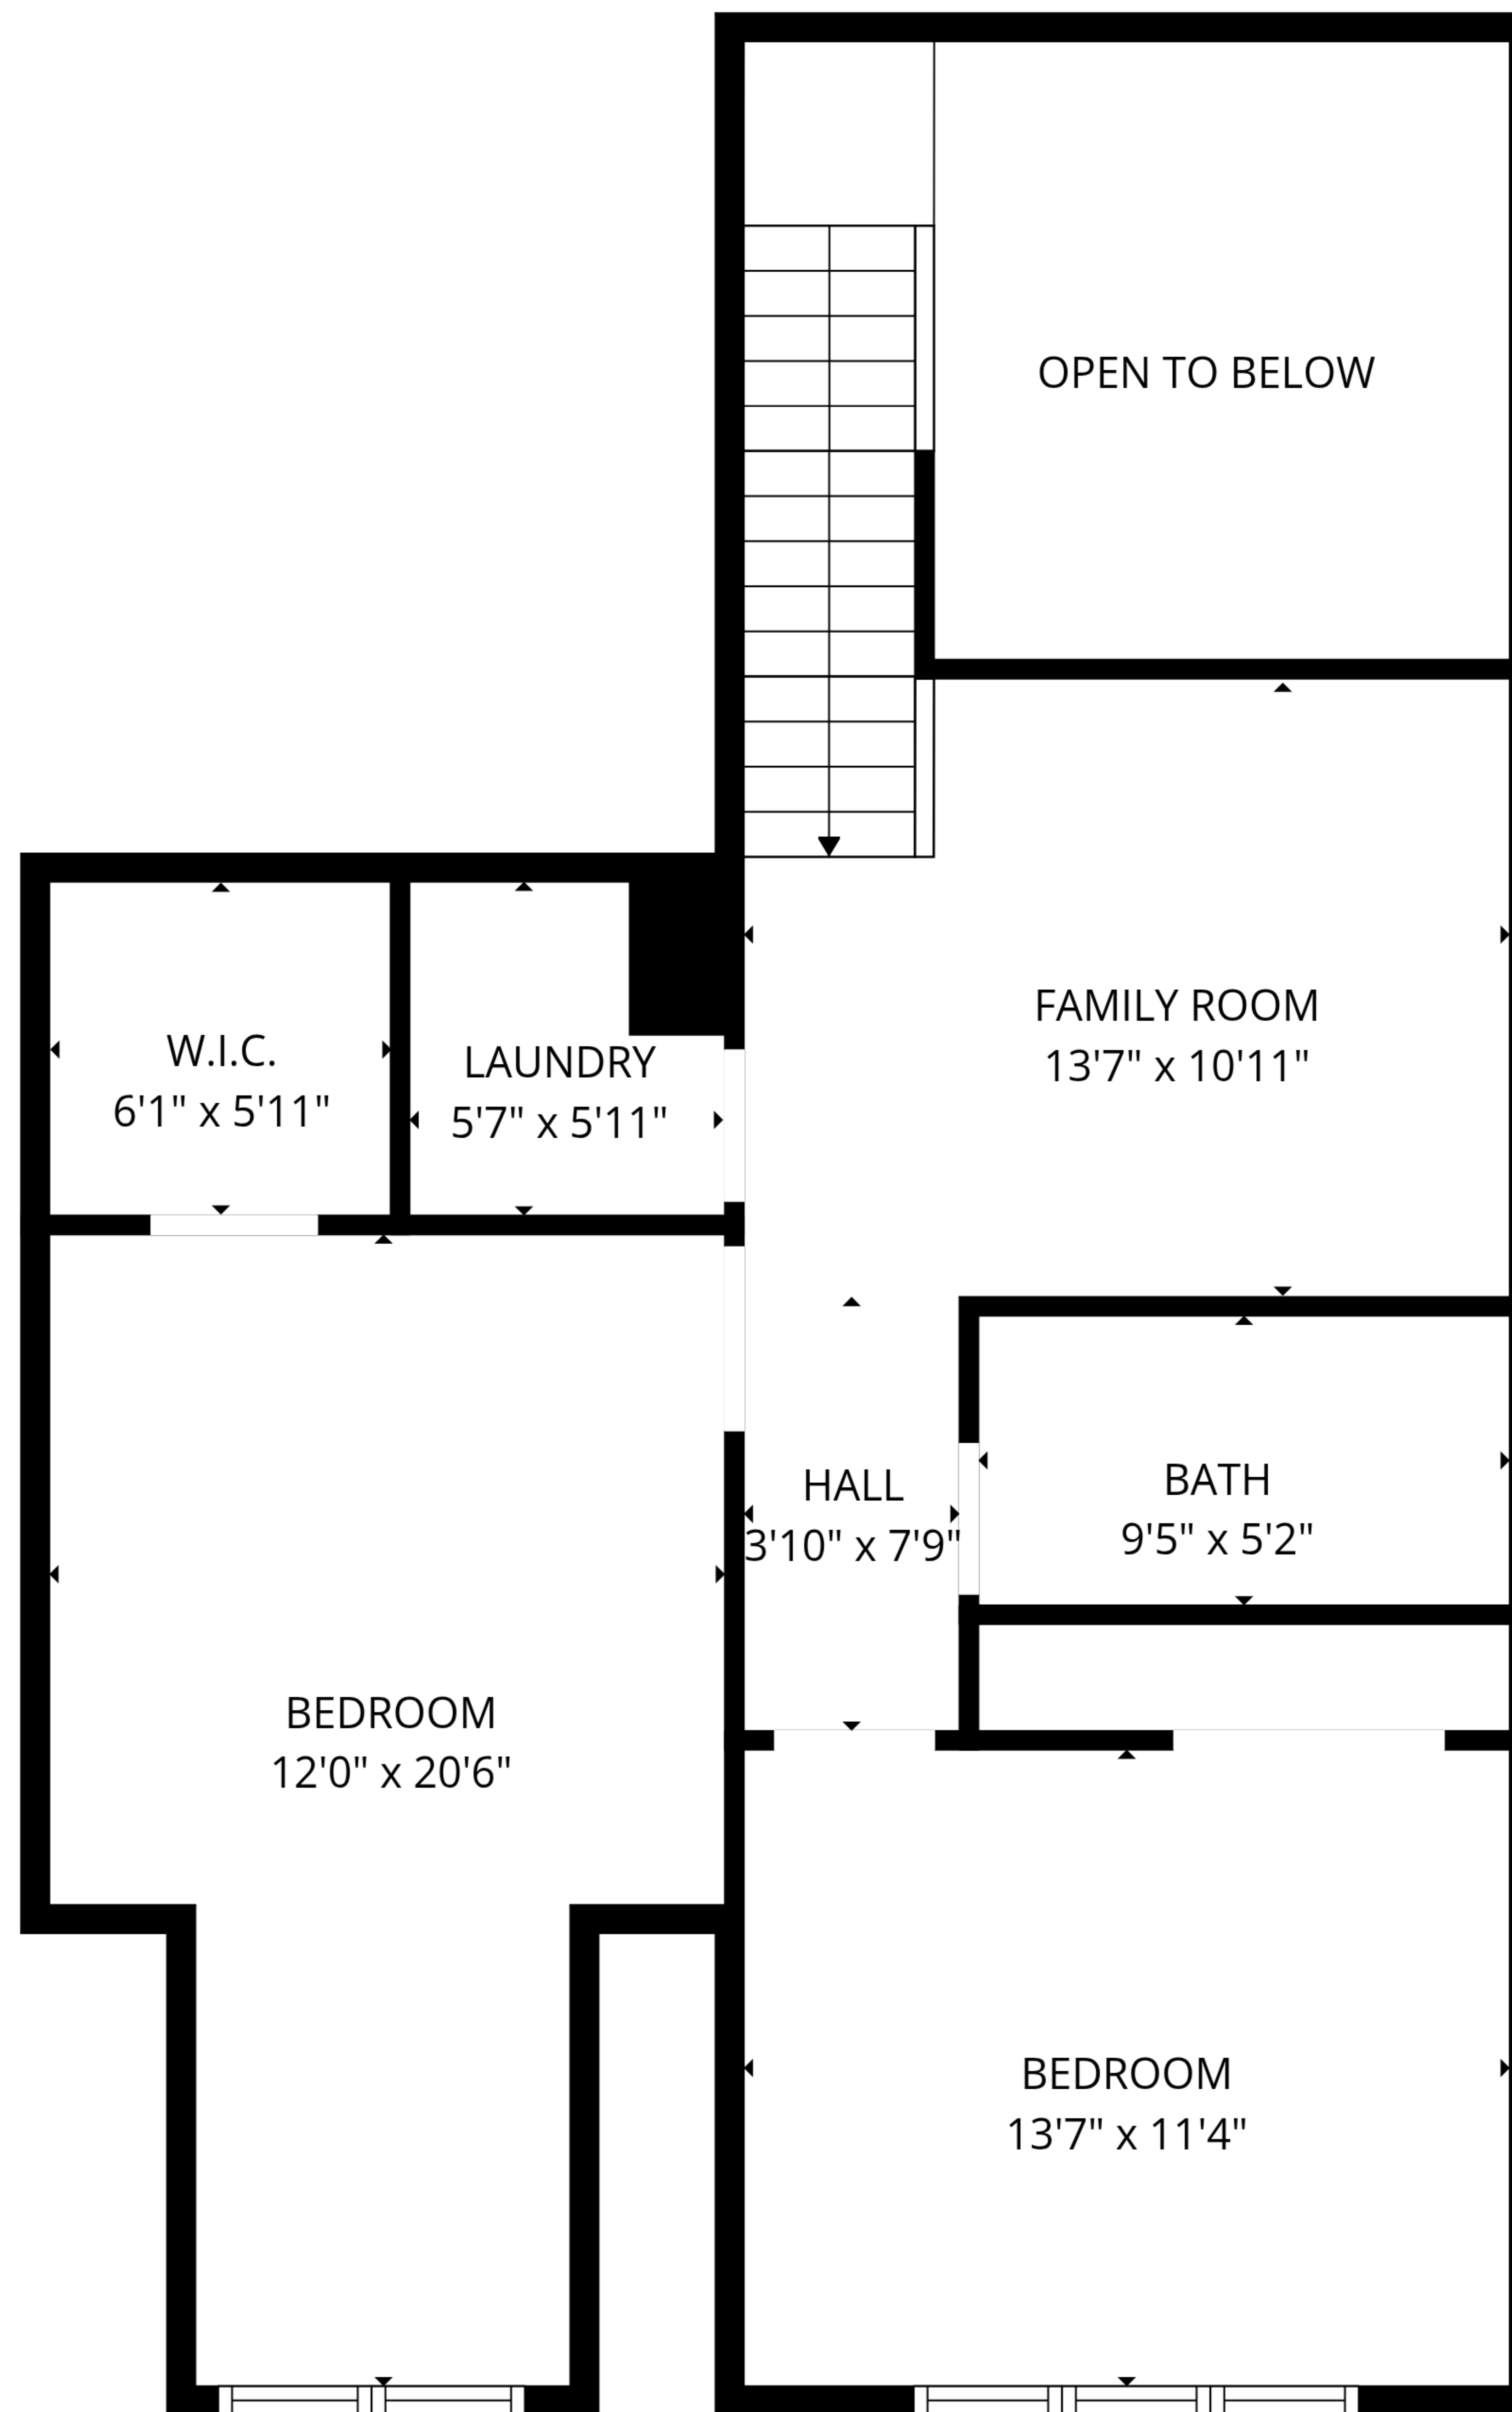 OPEN TO BELOW
FAMILY ROOM
13'7" x 10'11"
W.I.C.
6'1" x 5'11"
LAUNDRY
5'7" x 5'11"
HALL
3'10" x 7'9"
BATH
9'5" x 5'2"
BEDROOM
12'0" x 20'6"
BEDROOM
13'7" x 11'4"